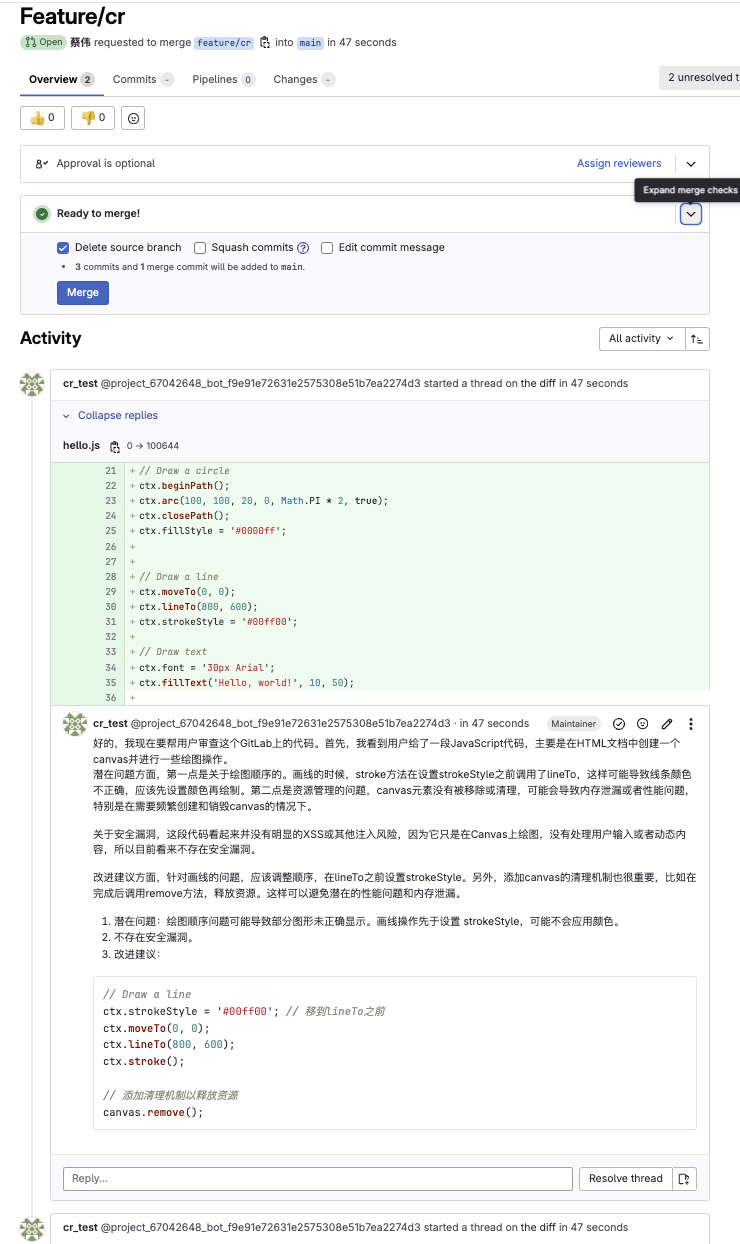 Feature/cr
Open 蔡伟 requested to merge feature/cr into main in 47 seconds
Overview 2 Commits - Pipelines 0 Changes - 2 unresolved t
👍 0 👎 0
Approval is optional Assign reviewers
Expand merge checks
Ready to merge!
Delete source branch Squash commits Edit commit message
• 3 commits and 1 merge commit will be added to main.
Merge
Activity All activity
cr_test @project_67042648_bot_f9e91e72631e2575308e51b7ea2274d3 started a thread on the diff in 47 seconds
Collapse replies
hello.js 0 → 100644
21 + // Draw a circle
22 + ctx.beginPath();
23 + ctx.arc(100, 100, 20, 0, Math.PI * 2, true);
24 + ctx.closePath();
25 + ctx.fillStyle = '#0000ff';
26 +
27 +
28 + // Draw a line
29 + ctx.moveTo(0, 0);
30 + ctx.lineTo(800, 600);
31 + ctx.strokeStyle = '#00ff00';
32 +
33 + // Draw text
34 + ctx.font = '30px Arial';
35 + ctx.fillText('Hello, world!', 10, 50);
36 +
cr_test @project_67042648_bot_f9e91e72631e2575308e51b7ea2274d3 · in 47 seconds Maintainer
好的，我现在要帮用户审查这个GitLab上的代码。首先，我看到用户给了一段JavaScript代码，主要是在HTML文档中创建一个
canvas并进行一些绘图操作。
潜在问题方面，第一点是关于绘图顺序的。画线的时候，stroke方法在设置strokeStyle之前调用了lineTo，这样可能导致线条颜色
不正确，应该先设置颜色再绘制。第二点是资源管理的问题，canvas元素没有被移除或清理，可能会导致内存泄漏或者性能问题，
特别是在需要频繁创建和销毁canvas的情况下。
关于安全漏洞，这段代码看起来并没有明显的XSS或其他注入风险，因为它只是在Canvas上绘图，没有处理用户输入或者动态内
容，所以目前看来不存在安全漏洞。
改进建议方面，针对画线的问题，应该调整顺序，在lineTo之前设置strokeStyle。另外，添加canvas的清理机制也很重要，比如在
完成后调用remove方法，释放资源。这样可以避免潜在的性能问题和内存泄漏。
1. 潜在问题：绘图顺序问题可能导致部分图形未正确显示。画线操作先于设置 strokeStyle，可能不会应用颜色。
2. 不存在安全漏洞。
3. 改进建议：
// Draw a line
ctx.strokeStyle = '#00ff00'; // 移到lineTo之前
ctx.moveTo(0, 0);
ctx.lineTo(800, 600);
ctx.stroke();
// 添加清理机制以释放资源
canvas.remove();
Reply... Resolve thread
cr_test @project_67042648_bot_f9e91e72631e2575308e51b7ea2274d3 started a thread on the diff in 47 seconds